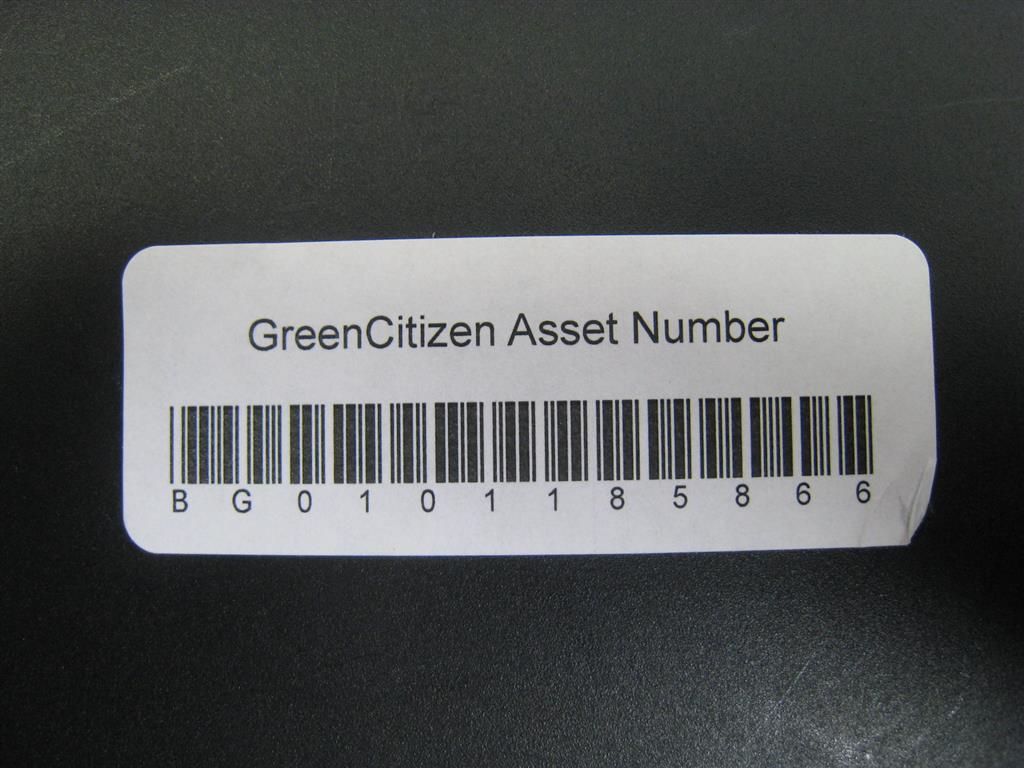 GreenCitizen Asset Number
B G 0 1 0 1 1 8 5 8 6 6